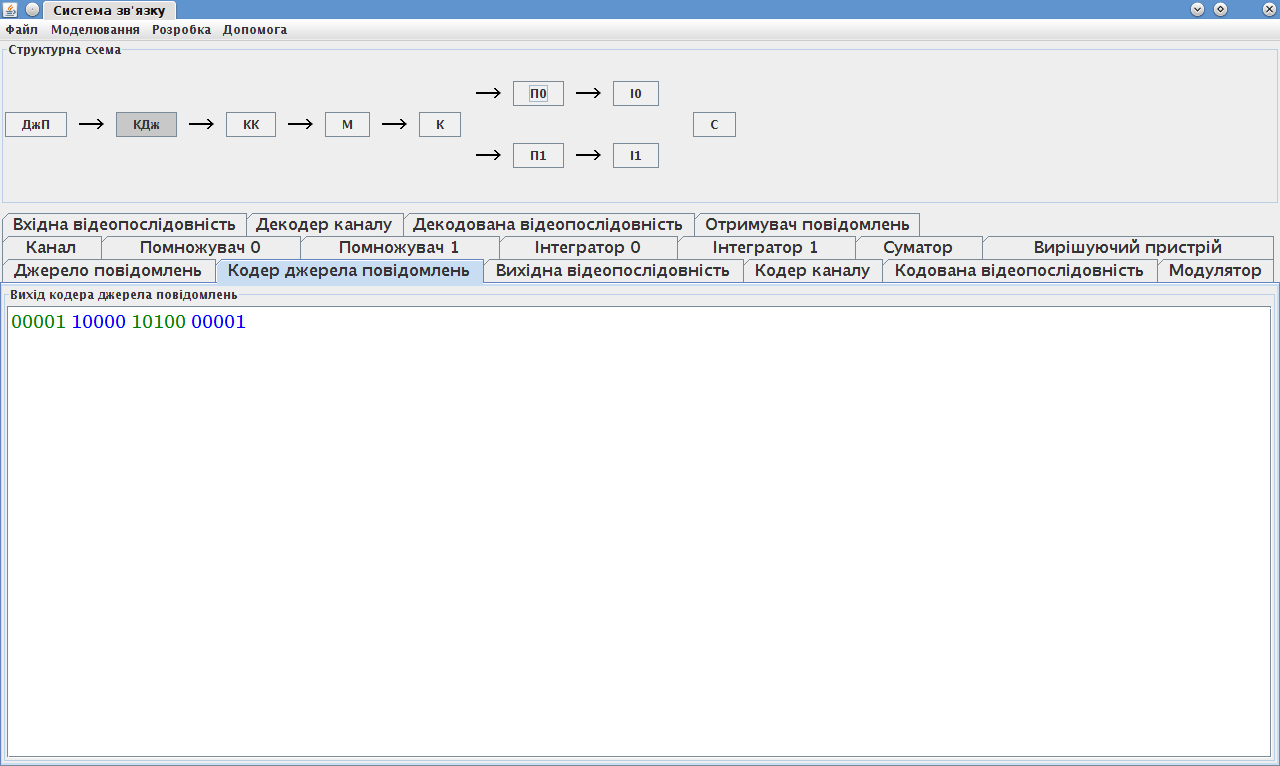 Система зв'язку
Файл Моделювання Розробка Допомога
Структурна схема
П0 І0
ДжП КДж КК М К С
П1 І1
Вхідна відеопослідовність Декодер каналу Декодована відеопослідовність Отримувач повідомлень
Канал Помножувач 0 Помножувач 1 Інтегратор 0 Інтегратор 1 Суматор Вирішуючий пристрій
Джерело повідомлень Кодер джерела повідомлень Вихідна відеопослідовність Кодер каналу Кодована відеопослідовність Модулятор
Вихід кодера джерела повідомлень
00001 10000 10100 00001